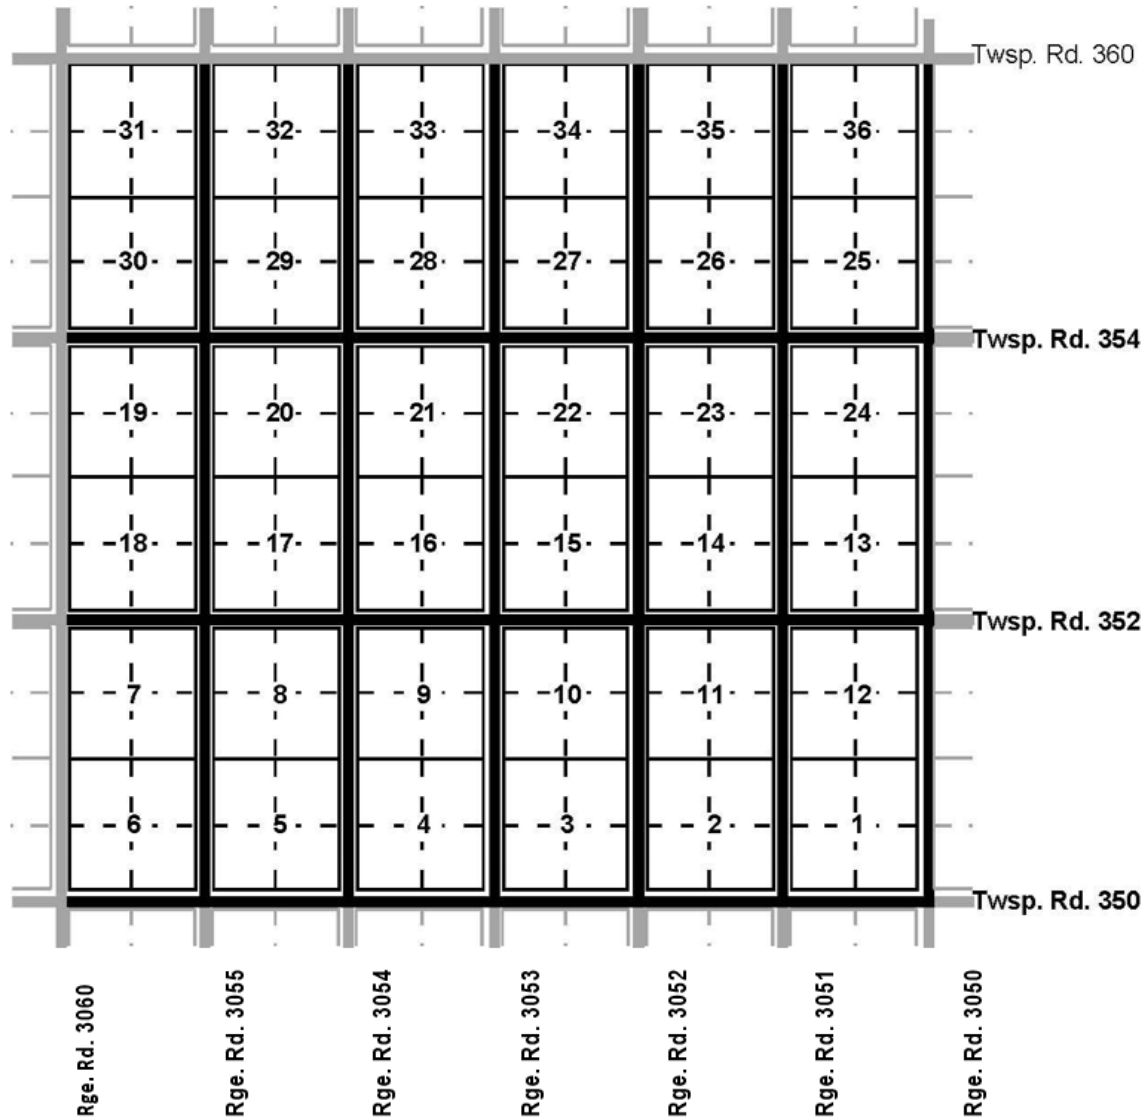 Twsp. Rd. 360
31 32 33 34 35 36
30 29 28 27 26 25
Twsp. Rd. 354
19 20 21 22 23 24
18 17 16 15 14 13
Twsp. Rd. 352
7 8 9 10 11 12
6 5 4 3 2 1
Twsp. Rd. 350
Rge. Rd. 3060
Rge. Rd. 3055
Rge. Rd. 3054
Rge. Rd. 3053
Rge. Rd. 3052
Rge. Rd. 3051
Rge. Rd. 3050